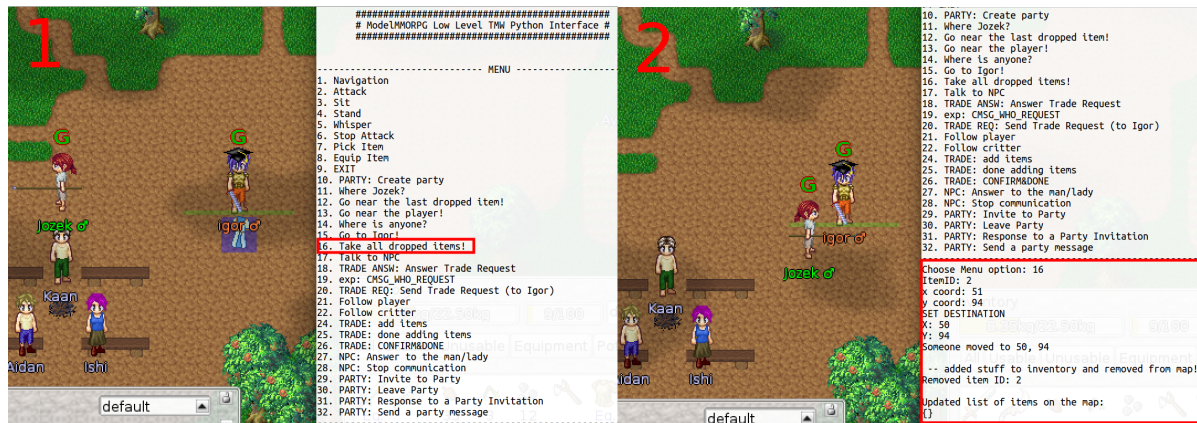 1
G
G
Jozek ♂
igor ♂
Kaan
Aidan
Ishi
default
###############################################
# ModelMMORPG Low Level TMW Python Interface #
###############################################
------------------------------ MENU ------------------
1. Navigation
2. Attack
3. Sit
4. Stand
5. Whisper
6. Stop Attack
7. Pick Item
8. Equip Item
9. EXIT
10. PARTY: Create party
11. Where Jozek?
12. Go near the last dropped item!
13. Go near the player!
14. Where is anyone?
15. Go to Igor!
16. Take all dropped items!
17. Talk to NPC
18. TRADE ANSW: Answer Trade Request
19. exp: CMSG_WHO_REQUEST
20. TRADE REQ: Send Trade Request (to Igor)
21. Follow player
22. Follow critter
24. TRADE: add items
25. TRADE: done adding items
26. TRADE: CONFIRM&DONE
27. NPC: Answer to the man/lady
28. NPC: Stop communication
29. PARTY: Invite to Party
30. PARTY: Leave Party
31. PARTY: Response to a Party Invitation
32. PARTY: Send a party message
2
G
G
igor ♂
Jozek ♂
Kaan
Aidan
Ishi
default
10. PARTY: Create party
11. Where Jozek?
12. Go near the last dropped item!
13. Go near the player!
14. Where is anyone?
15. Go to Igor!
16. Take all dropped items!
17. Talk to NPC
18. TRADE ANSW: Answer Trade Request
19. exp: CMSG_WHO_REQUEST
20. TRADE REQ: Send Trade Request (to Igor)
21. Follow player
22. Follow critter
24. TRADE: add items
25. TRADE: done adding items
26. TRADE: CONFIRM&DONE
27. NPC: Answer to the man/lady
28. NPC: Stop communication
29. PARTY: Invite to Party
30. PARTY: Leave Party
31. PARTY: Response to a Party Invitation
32. PARTY: Send a party message
Choose Menu option: 16
ItemID: 2
x coord: 51
y coord: 94
SET DESTINATION
X: 50
Y: 94
Someone moved to 50, 94
-- added stuff to inventory and removed from map!
Removed item ID: 2
Updated list of items on the map:
{}